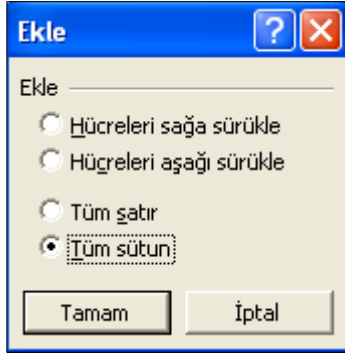 Ekle
Ekle
Hücreleri sağa sürükle
Hücreleri aşağı sürükle
Tüm satır
Tüm sütun
Tamam İptal